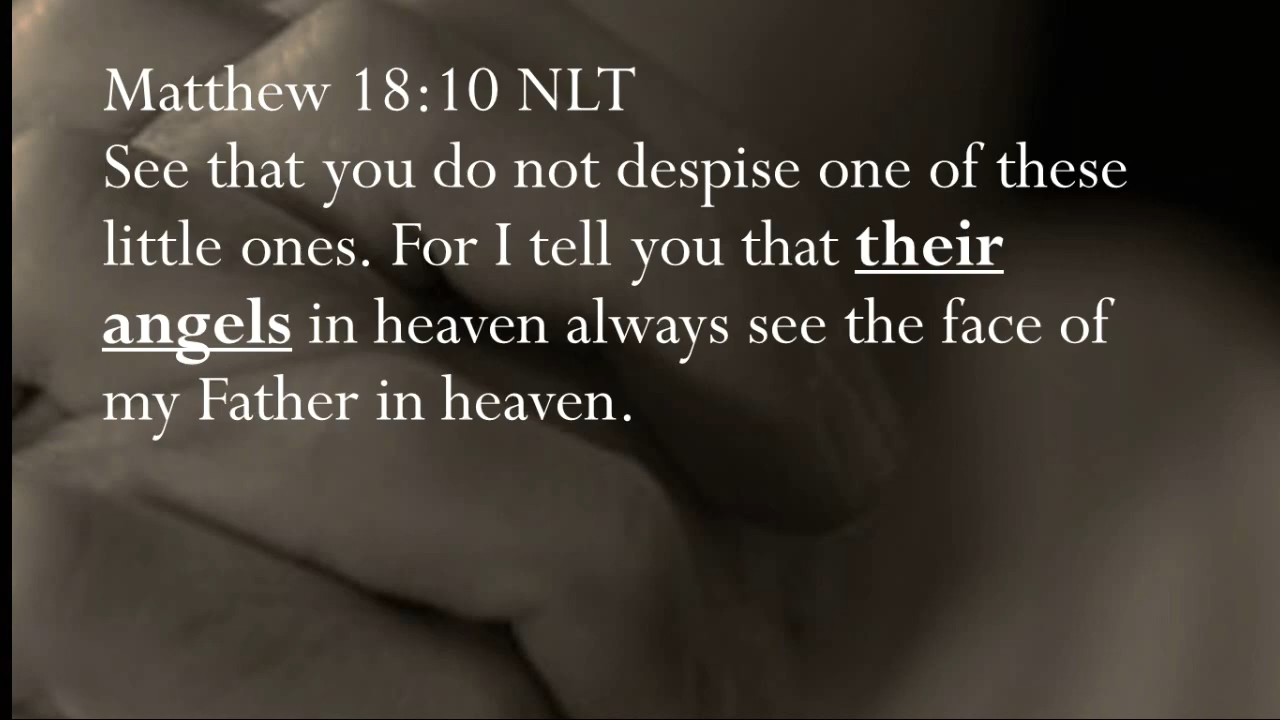 Matthew 18:10 NLT
See that you do not despise one of these
little ones. For I tell you that their
angels in heaven always see the face of
my Father in heaven.